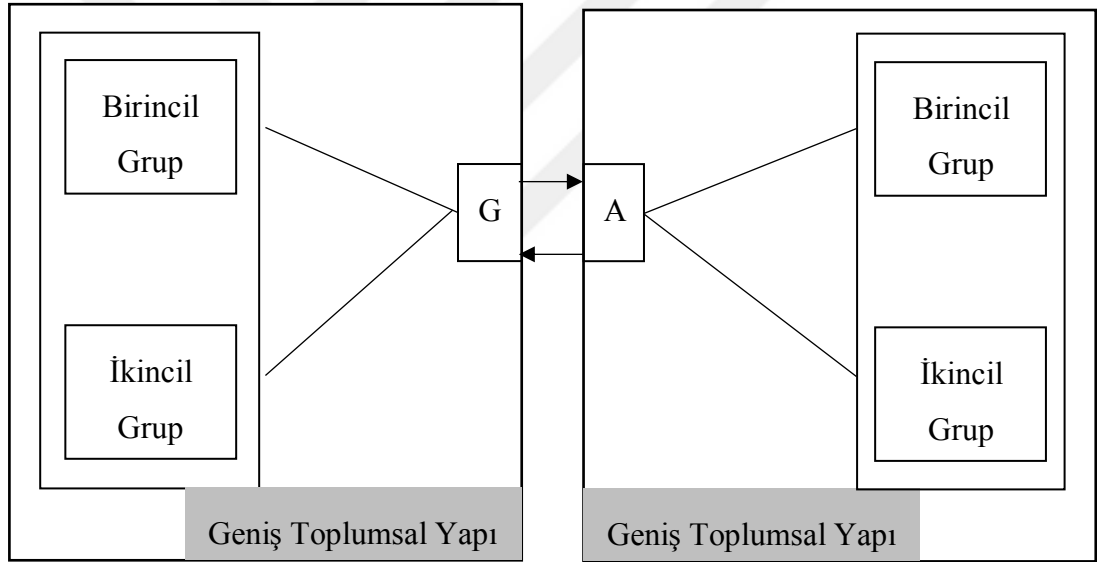 Birincil
Grup
İkincil
Grup
Geniş Toplumsal Yapı
G
A
Birincil
Grup
İkincil
Grup
Geniş Toplumsal Yapı